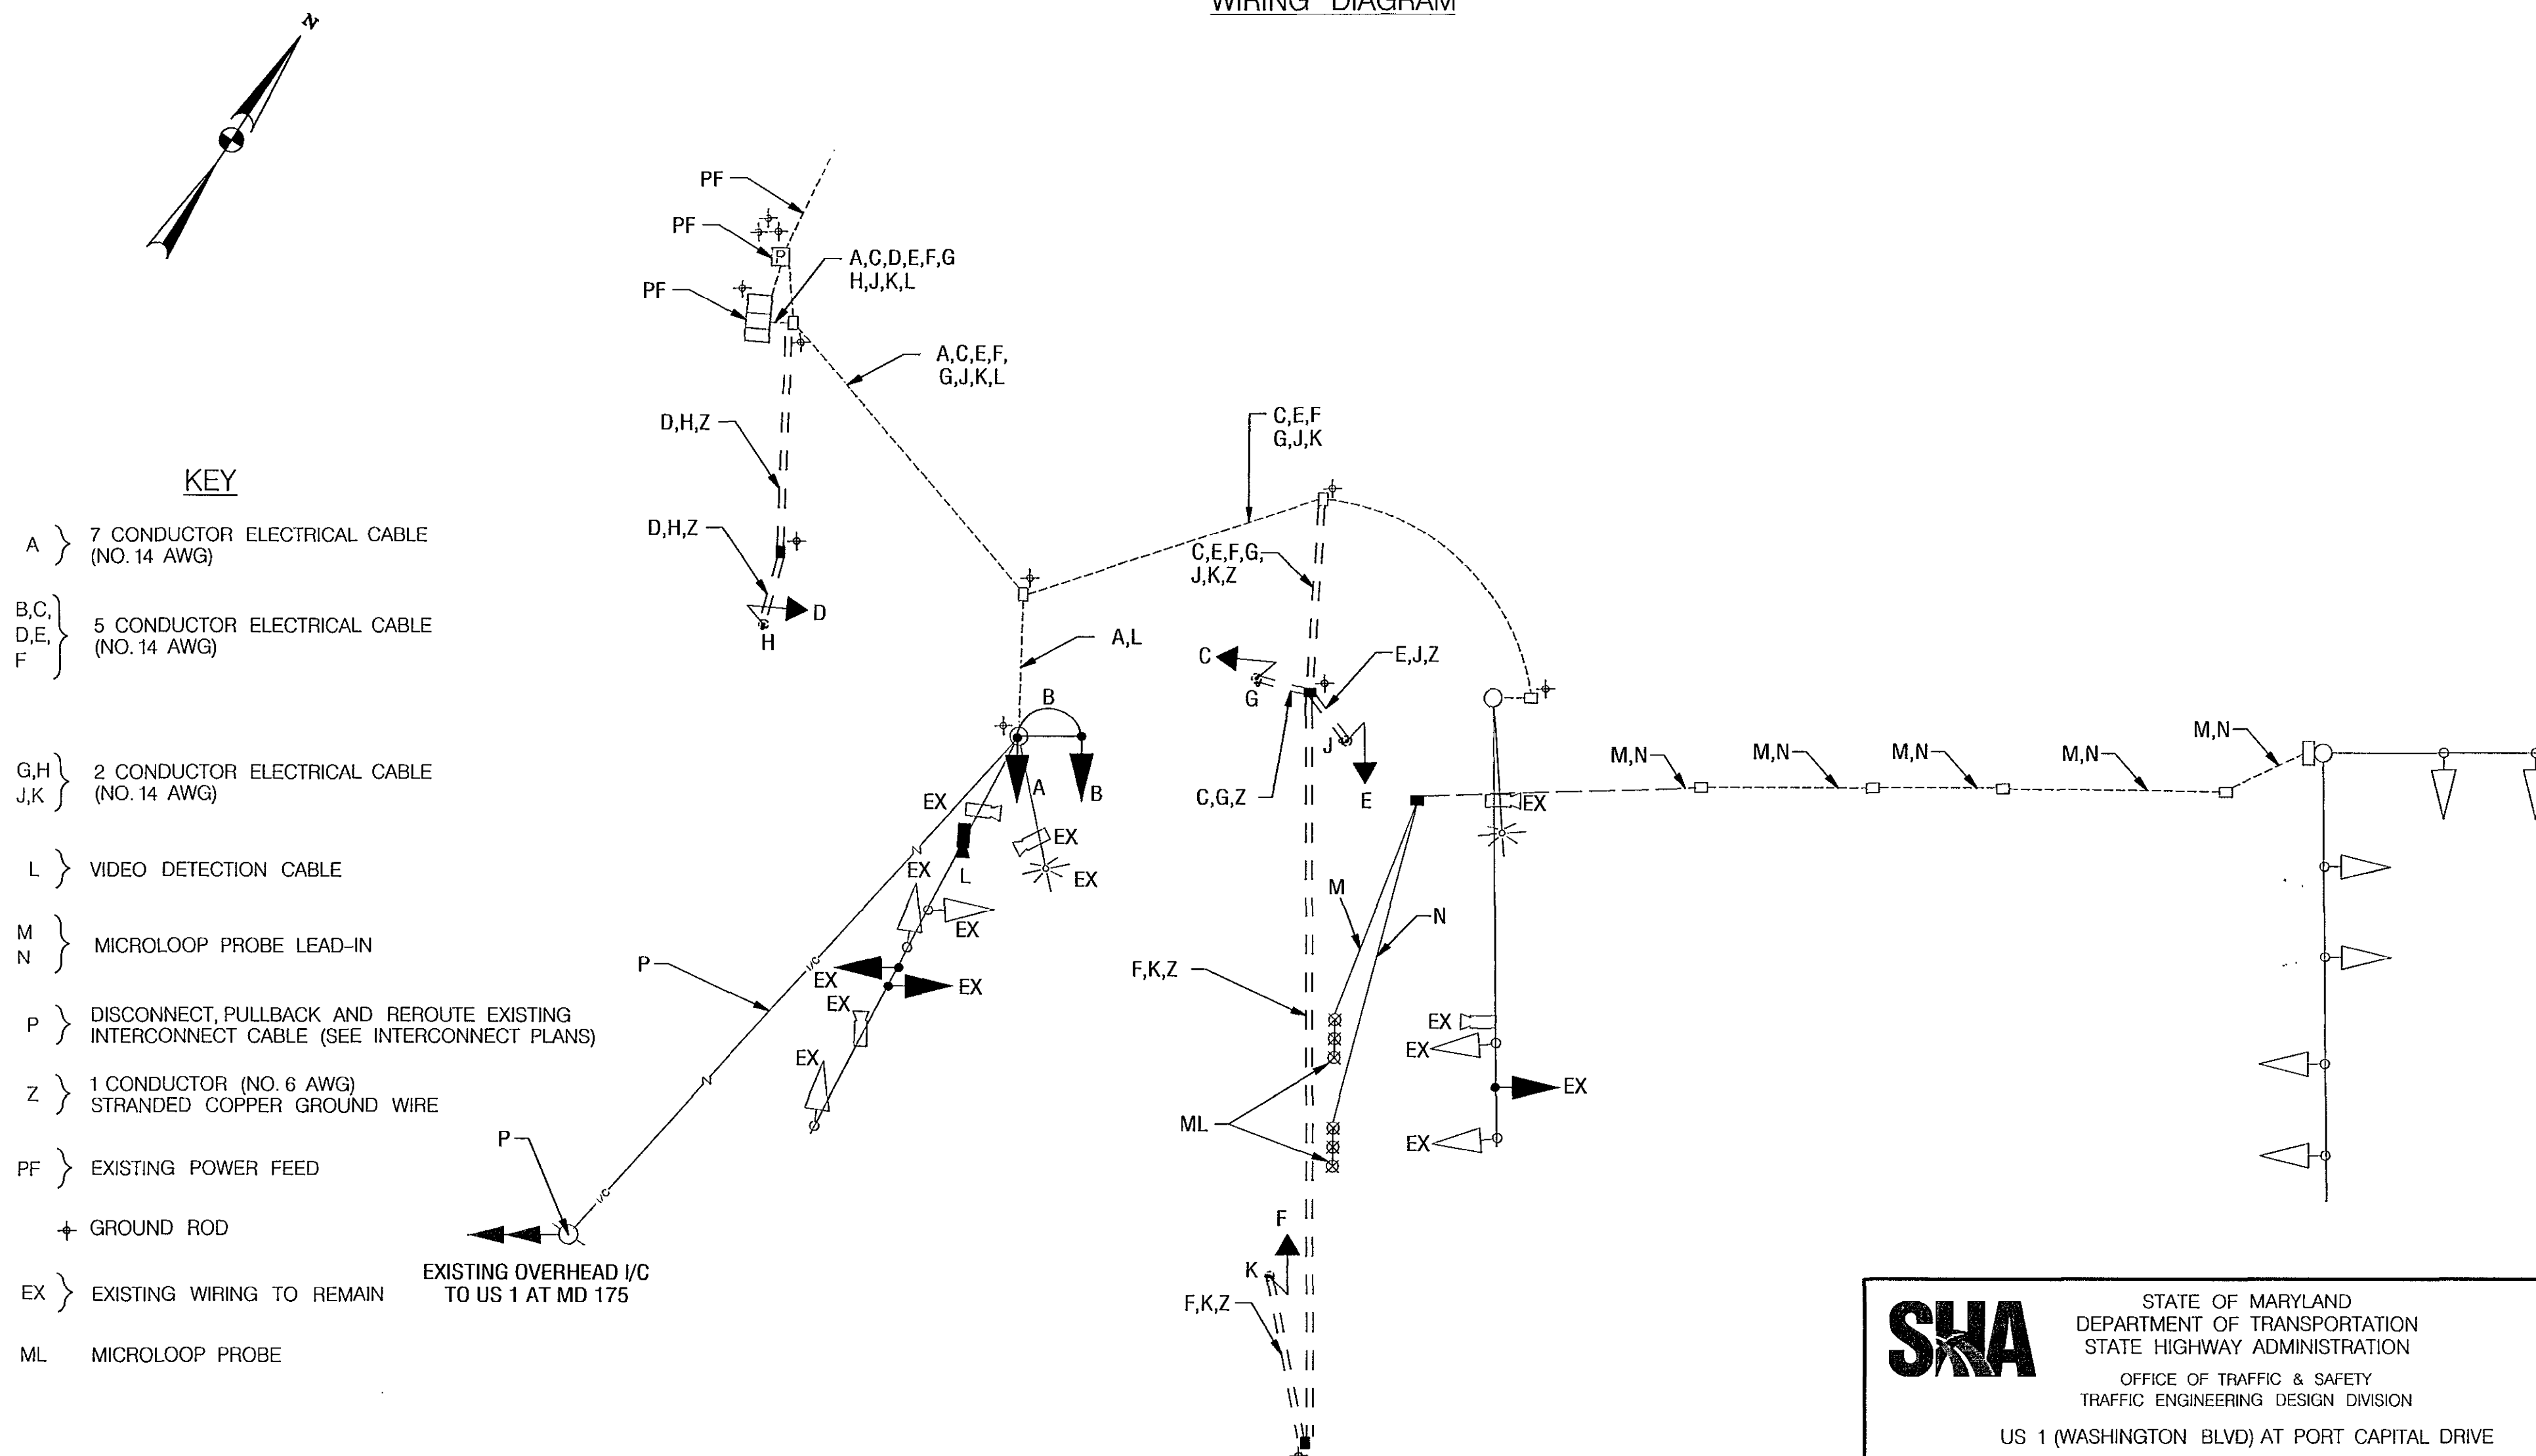 WIRING DIAGRAM
N
PF
PF
P
A,C,D,E,F,G
H,J,K,L
PF
A,C,E,F,
G,J,K,L
D,H,Z
C,E,F
G,J,K
D,H,Z
C,E,F,G,
J,K,Z
D
H
A,L
C
G
E,J,Z
B
J
A
B
C,G,Z
E
M,N
M,N
M,N
M,N
M,N
EX
EX
EX
EX
L
EX
EX
M
N
P
I/C
EX
EX
F,K,Z
EX
EX
EX
EX
EX
EX
ML
P
I/C
F
K
F,K,Z
EXISTING OVERHEAD I/C
TO US 1 AT MD 175
KEY
A } 7 CONDUCTOR ELECTRICAL CABLE
(NO. 14 AWG)
B,C,
D,E, } 5 CONDUCTOR ELECTRICAL CABLE
F (NO. 14 AWG)
G,H } 2 CONDUCTOR ELECTRICAL CABLE
J,K (NO. 14 AWG)
L } VIDEO DETECTION CABLE
M
N } MICROLOOP PROBE LEAD-IN
P } DISCONNECT, PULLBACK AND REROUTE EXISTING
INTERCONNECT CABLE (SEE INTERCONNECT PLANS)
Z } 1 CONDUCTOR (NO. 6 AWG)
STRANDED COPPER GROUND WIRE
PF } EXISTING POWER FEED
GROUND ROD
EX } EXISTING WIRING TO REMAIN
ML MICROLOOP PROBE
SHA
STATE OF MARYLAND
DEPARTMENT OF TRANSPORTATION
STATE HIGHWAY ADMINISTRATION
OFFICE OF TRAFFIC & SAFETY
TRAFFIC ENGINEERING DESIGN DIVISION
US 1 (WASHINGTON BLVD) AT PORT CAPITAL DRIVE